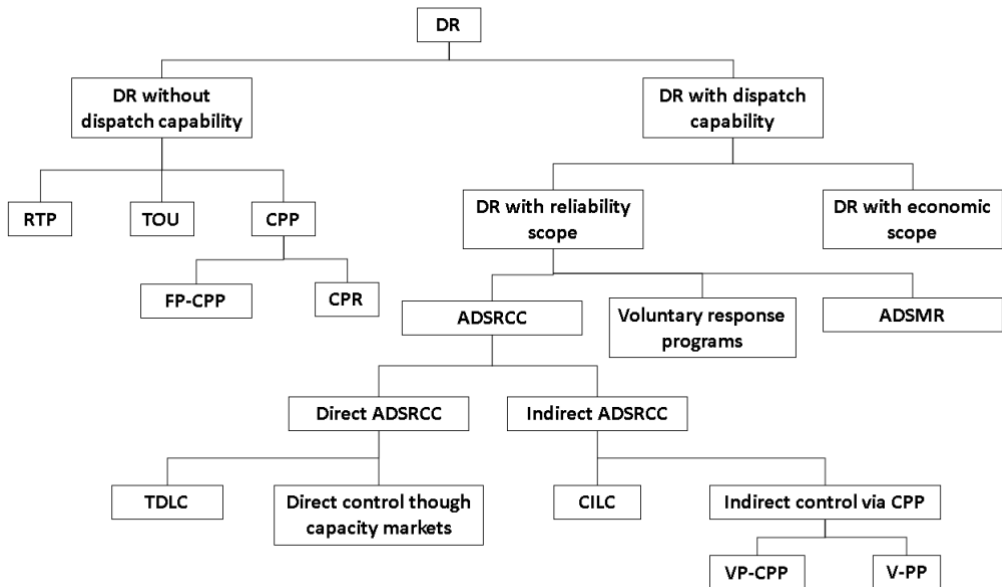 DR
DR without
dispatch capability
DR with dispatch
capability
RTP
TOU
CPP
DR with reliability
scope
DR with economic
scope
FP-CPP
CPR
ADSRCC
Voluntary response
programs
ADSMR
Direct ADSRCC
Indirect ADSRCC
TDLC
Direct control though
capacity markets
CILC
Indirect control via CPP
VP-CPP
V-PP